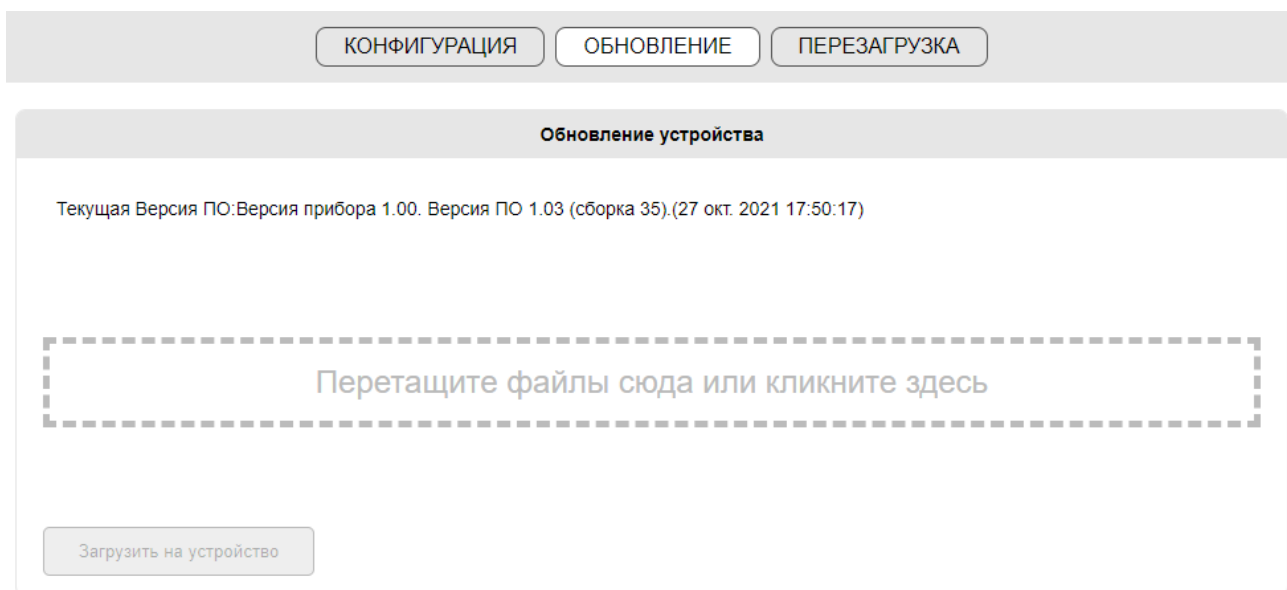 КОНФИГУРАЦИЯ ОБНОВЛЕНИЕ ПЕРЕЗАГРУЗКА
Обновление устройства
Текущая Версия ПО:Версия прибора 1.00. Версия ПО 1.03 (сборка 35).(27 окт. 2021 17:50:17)
Перетащите файлы сюда или кликните здесь
Загрузить на устройство